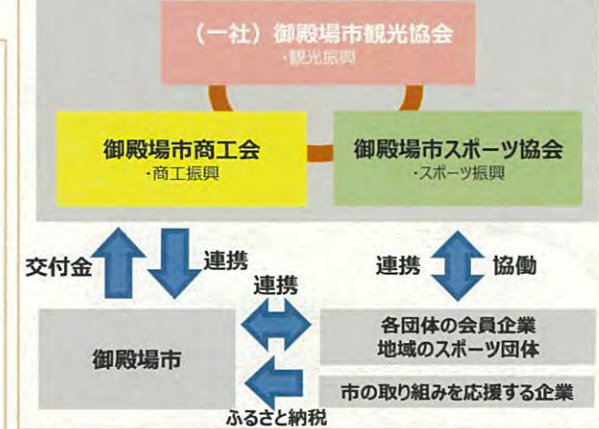 （一社）御殿場市観光協会
・観光振興
御殿場市商工会
・商工振興
御殿場市スポーツ協会
・スポーツ振興
交付金
連携
連携
連携
協働
御殿場市
各団体の会員企業
地域のスポーツ団体
市の取り組みを応援する企業
ふるさと納税